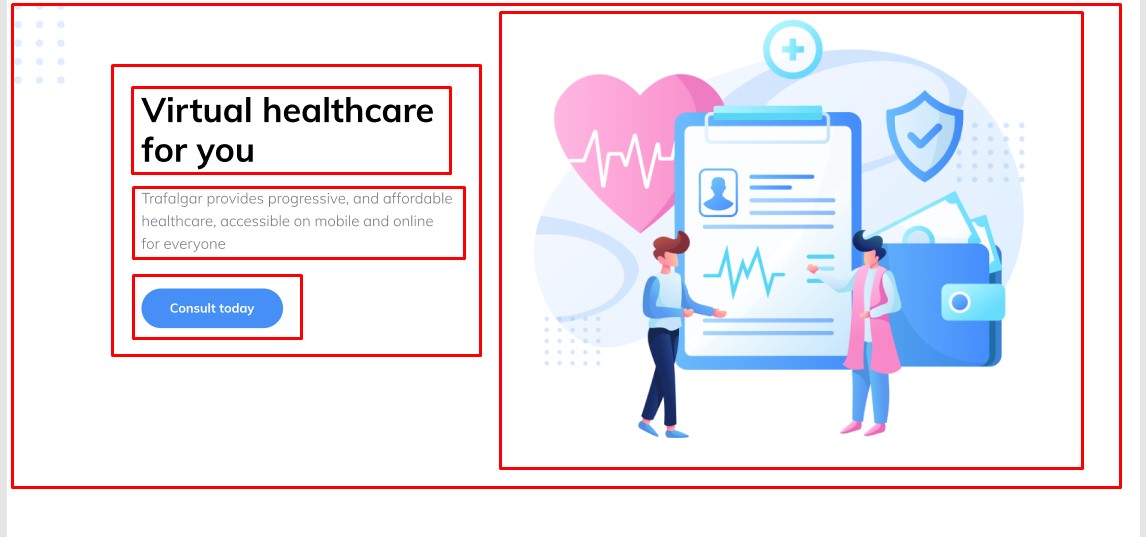 Virtual healthcare
for you
Trafalgar provides progressive, and affordable
healthcare, accessible on mobile and online
for everyone
Consult today